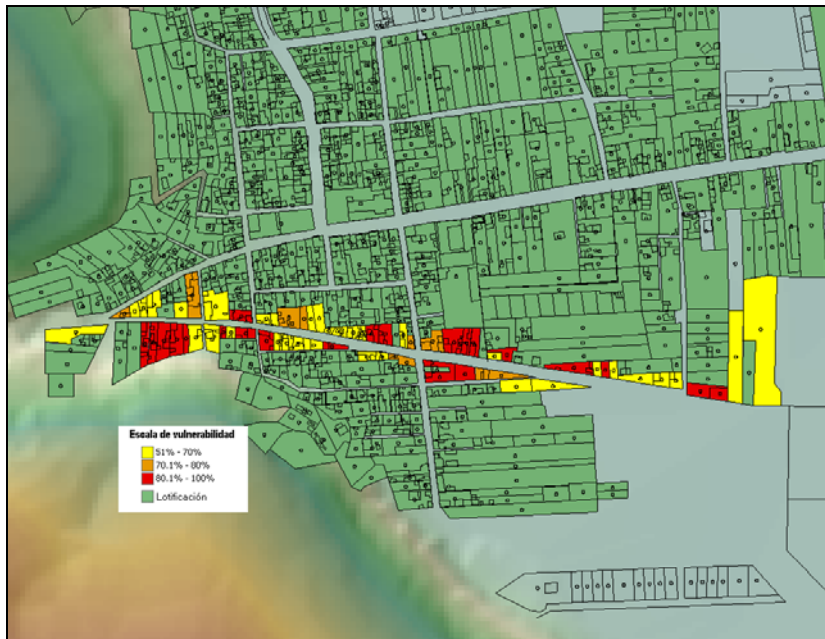 Escala de vulnerabilidad
51% - 70%
70.1% - 80%
80.1% - 100%
Lotificación